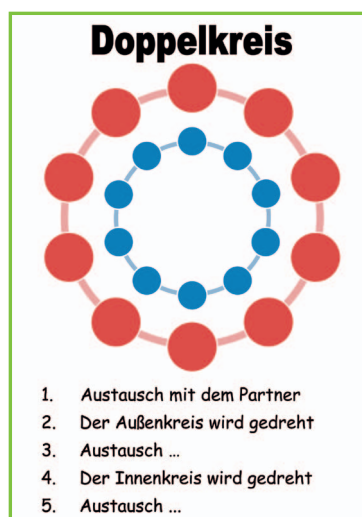 Doppelkreis
1. Austausch mit dem Partner
2. Der Außenkreis wird gedreht
3. Austausch ...
4. Der Innenkreis wird gedreht
5. Austausch ...